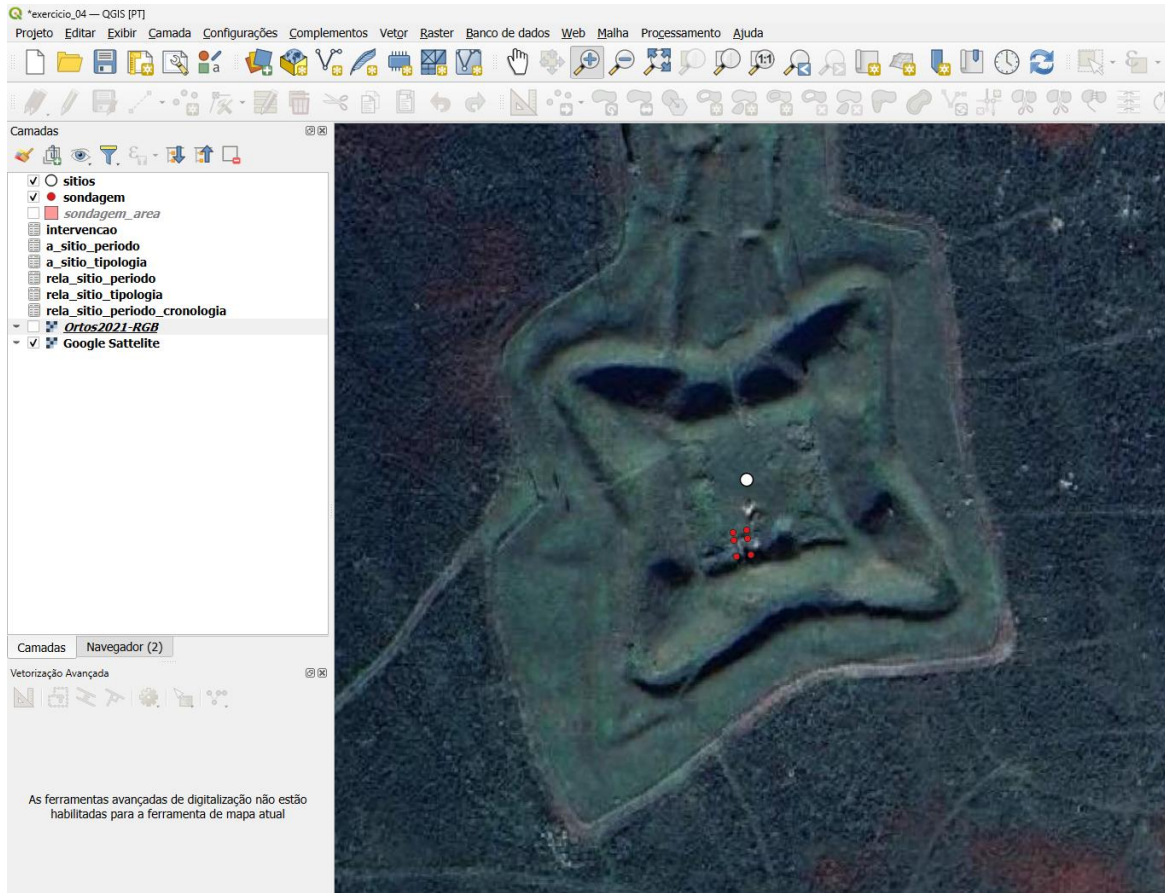 *exercicio_04 — QGIS [PT]
Projeto Editar Exibir Camada Configurações Complementos Vetor Raster Banco de dados Web Malha Processamento Ajuda
1:1
Camadas
sitios
sondagem
sondagem_area
intervencao
a_sitio_periodo
a_sitio_tipologia
rela_sitio_periodo
rela_sitio_tipologia
rela_sitio_periodo_cronologia
Ortos2021-RGB
Google Sattelite
Camadas Navegador (2)
Vetorização Avançada
As ferramentas avançadas de digitalização não estão
habilitadas para a ferramenta de mapa atual